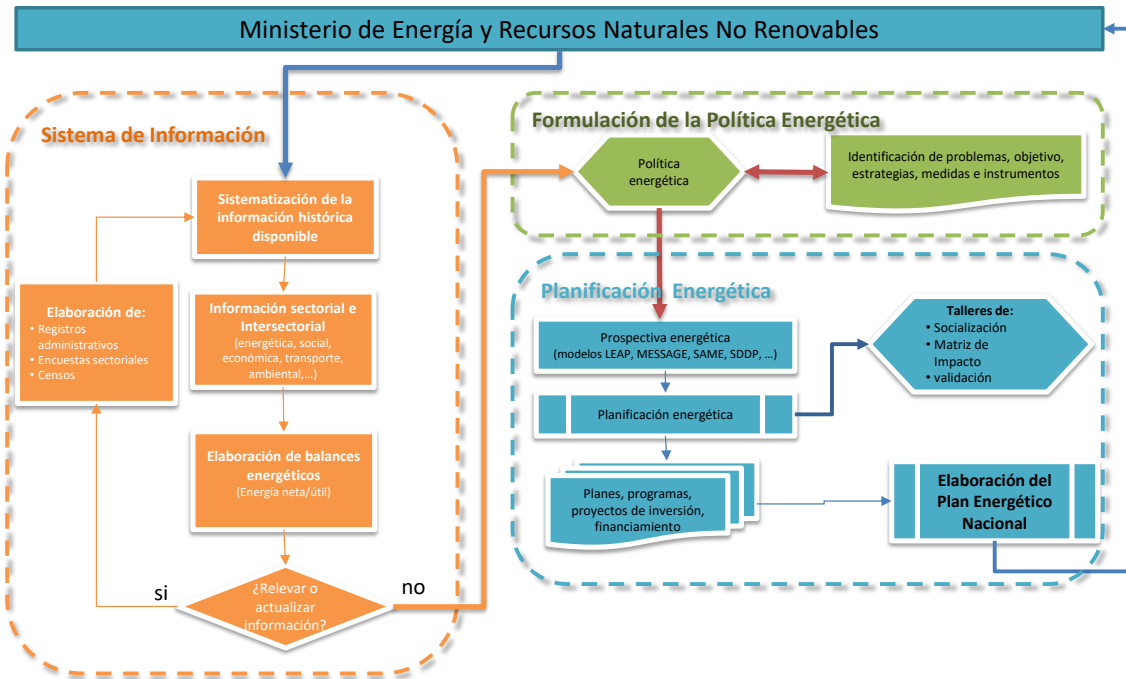 Ministerio de Energía y Recursos Naturales No Renovables
Sistema de Información
Sistematización de la
información histórica
disponible
Elaboración de:
• Registros
administrativos
• Encuestas sectoriales
• Censos
Información sectorial e
Intersectorial
(energética, social,
económica, transporte,
ambiental,...)
Elaboración de balances
energéticos
(Energía neta/útil)
¿Relevar o
actualizar
información?
si
no
Formulación de la Política Energética
Política
energética
Identificación de problemas, objetivo,
estrategias, medidas e instrumentos
Planificación Energética
Prospectiva energética
(modelos LEAP, MESSAGE, SAME, SDDP, ...)
Planificación energética
Talleres de:
• Socialización
• Matriz de
Impacto
• validación
Planes, programas,
proyectos de inversión,
financiamiento
Elaboración del
Plan Energético
Nacional